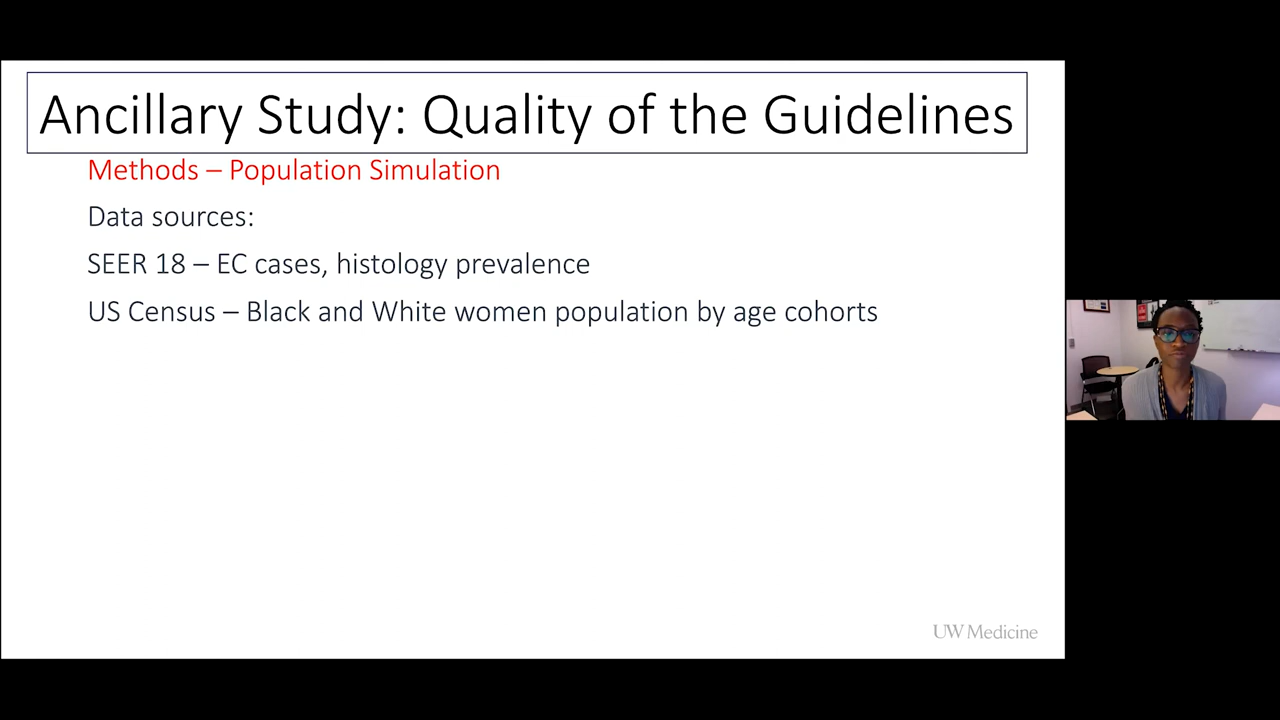 Ancillary Study: Quality of the Guidelines
Methods – Population Simulation
Data sources:
SEER 18 – EC cases, histology prevalence
US Census – Black and White women population by age cohorts
UW Medicine